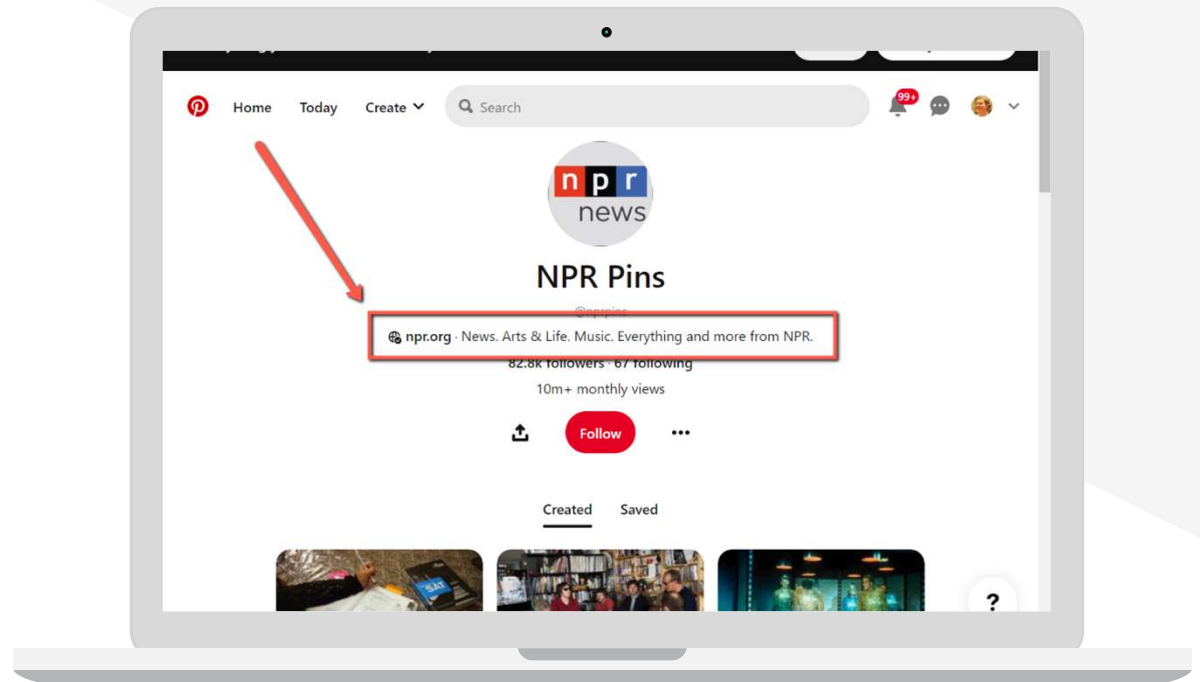 Home Today Create Search 99+
npr
news
NPR Pins
@nprpins
npr.org · News. Arts & Life. Music. Everything and more from NPR.
82.8k followers · 67 following
10m+ monthly views
Follow
Created Saved
SAT
?